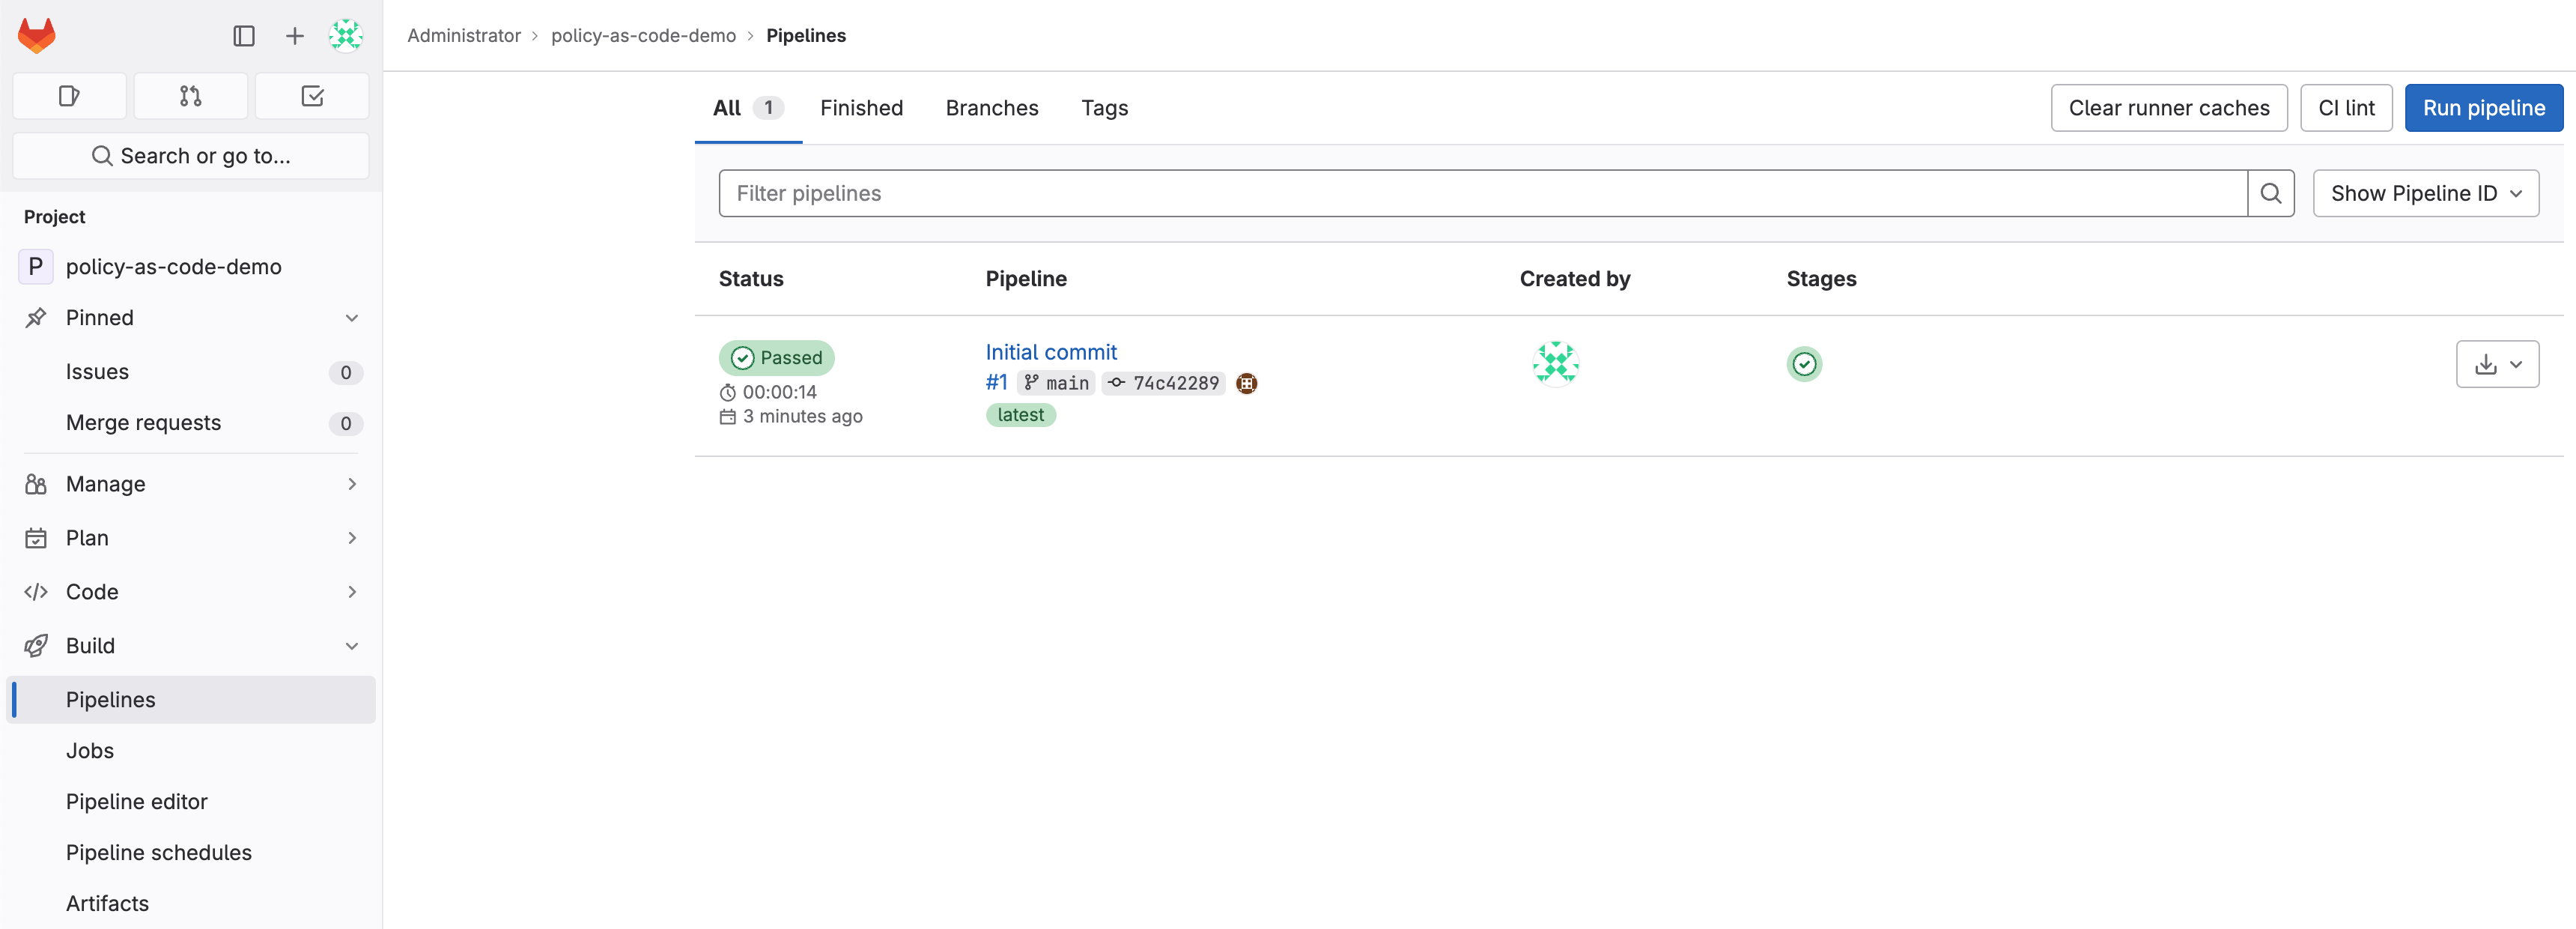 Administrator › policy-as-code-demo › Pipelines
Search or go to...
Project
P policy-as-code-demo
Pinned
Issues 0
Merge requests 0
Manage
Plan
Code
Build
Pipelines
Jobs
Pipeline editor
Pipeline schedules
Artifacts
All 1 Finished Branches Tags
Clear runner caches CI lint Run pipeline
Filter pipelines Show Pipeline ID
Status Pipeline Created by Stages
Passed
00:00:14
3 minutes ago
Initial commit
#1 main 74c42289
latest